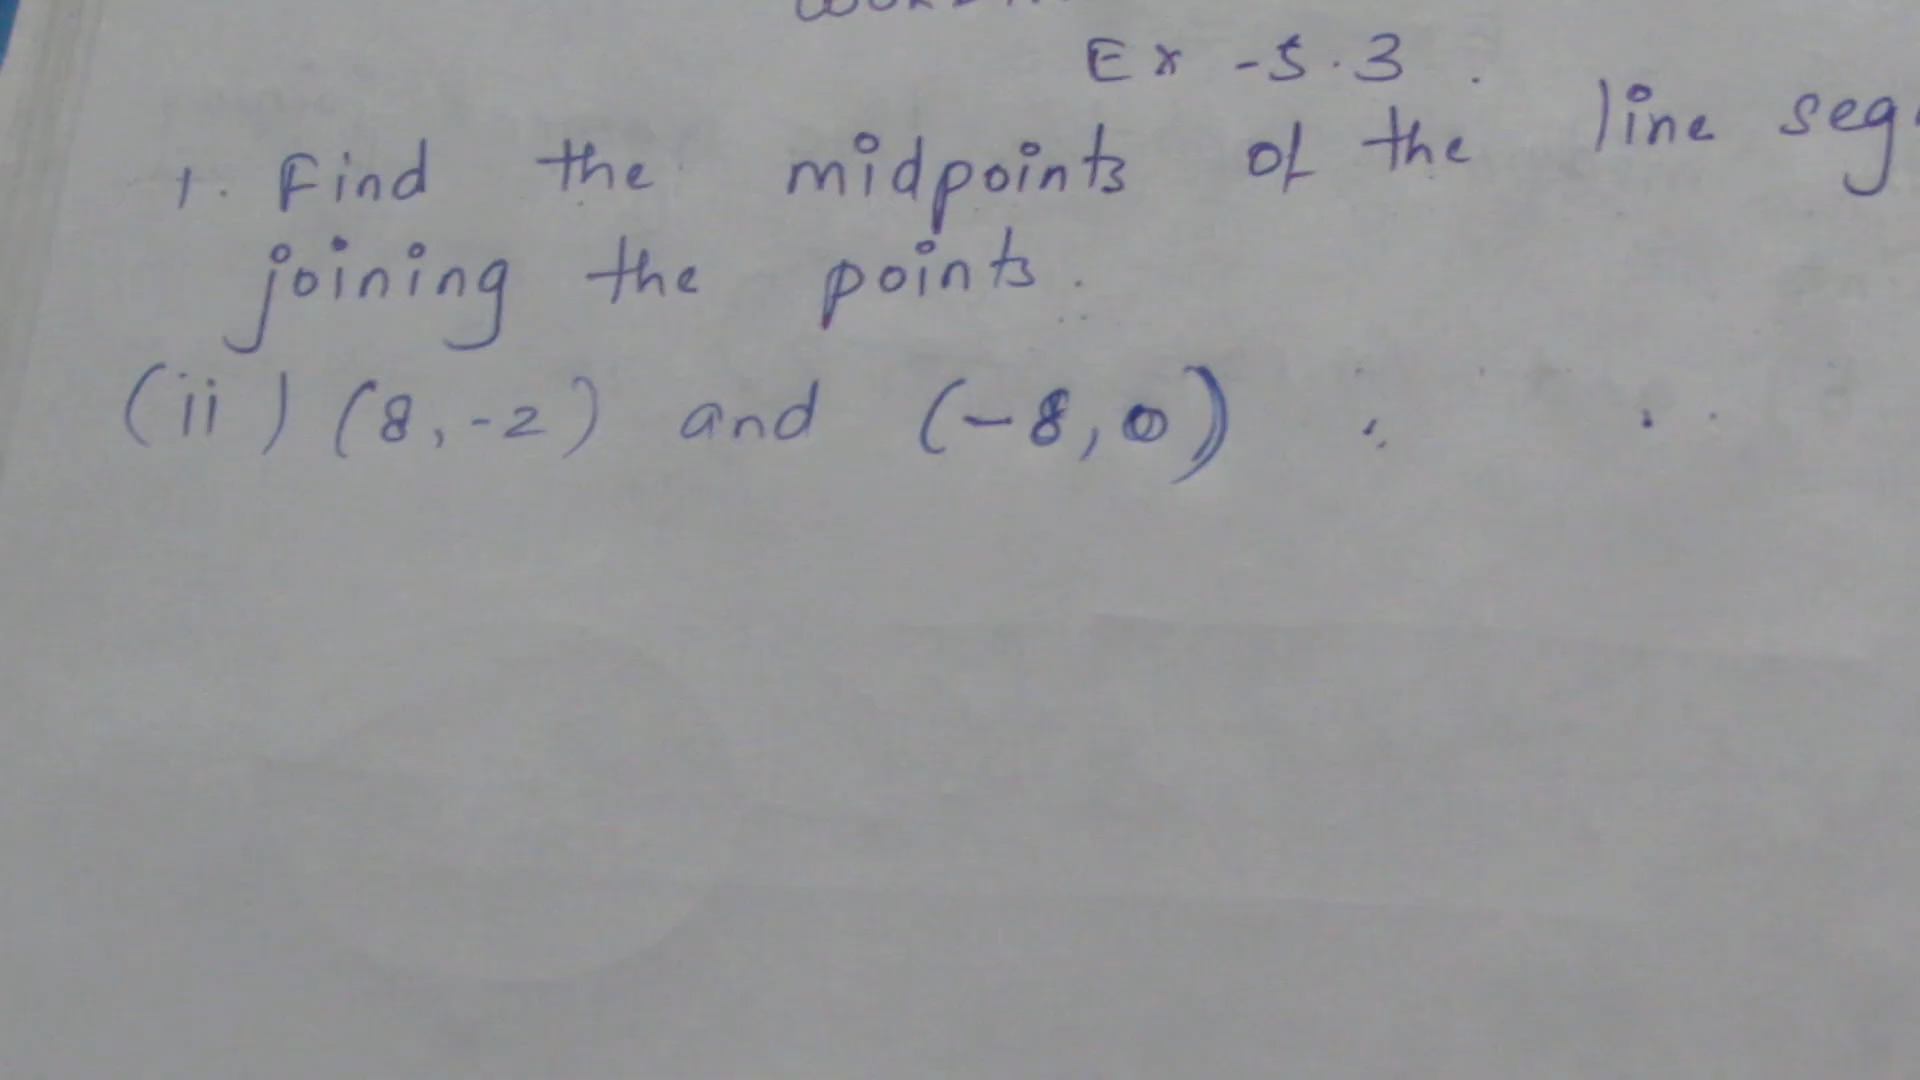 Ex -5.3.
1. Find the midpoints of the line seg
joining the points.
(ii) (8, -2) and (-8, 0)